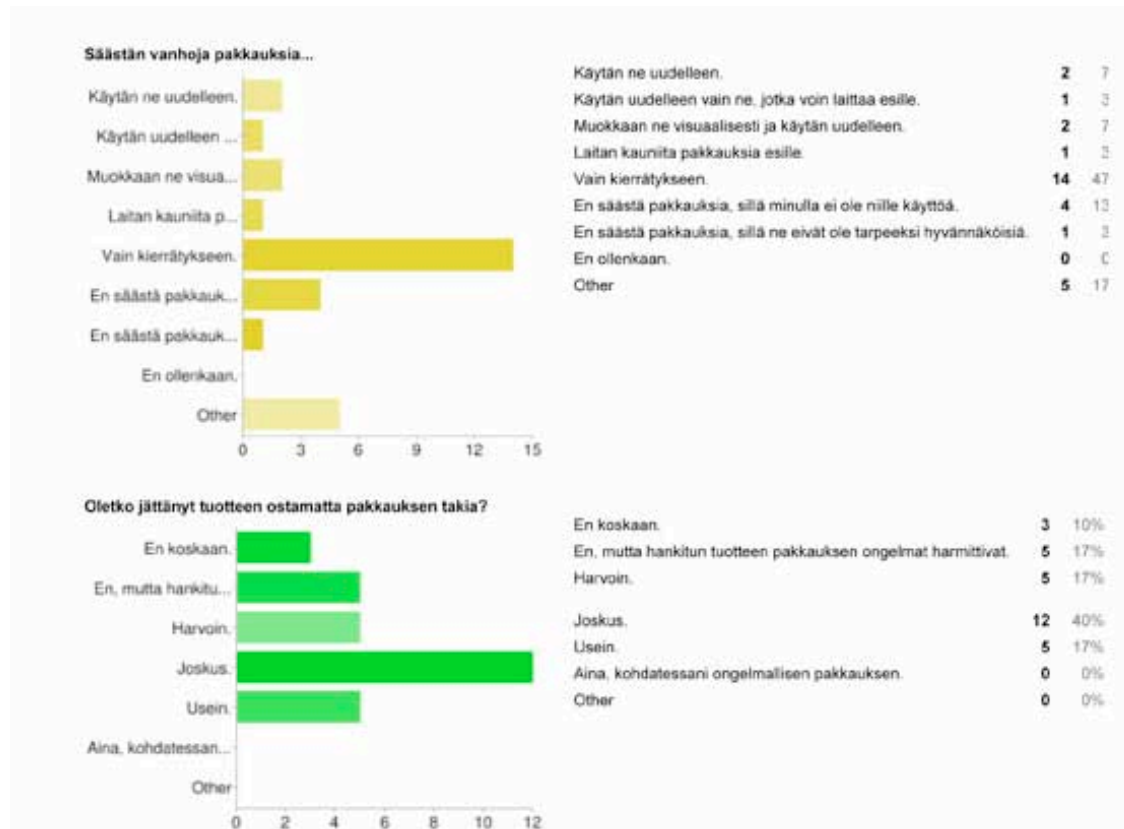 Säästän vanhoja pakkauksia...
Käytän ne uudelleen.
Käytän uudelleen ...
Muokkaan ne visua...
Laitan kauniita p...
Vain kierrätykseen.
En säästä pakkauk...
En säästä pakkauk...
En ollenkaan.
Other
0 3 6 9 12 15
Käytän ne uudelleen. 2 7
Käytän uudelleen vain ne, jotka voin laittaa esille. 1 3
Muokkaan ne visuaalisesti ja käytän uudelleen. 2 7
Laitan kauniita pakkauksia esille. 1 3
Vain kierrätykseen. 14 47
En säästä pakkauksia, sillä minulla ei ole niille käyttöä. 4 13
En säästä pakkauksia, sillä ne eivät ole tarpeeksi hyvännäköisiä. 1 3
En ollenkaan. 0 0
Other 5 17
Oletko jättänyt tuotteen ostamatta pakkauksen takia?
En koskaan.
En, mutta hankitu...
Harvoin.
Joskus.
Usein.
Aina, kohdatessan...
Other
0 2 4 6 8 10 12
En koskaan. 3 10%
En, mutta hankitun tuotteen pakkauksen ongelmat harmittivat. 5 17%
Harvoin. 5 17%
Joskus. 12 40%
Usein. 5 17%
Aina, kohdatessani ongelmallisen pakkauksen. 0 0%
Other 0 0%